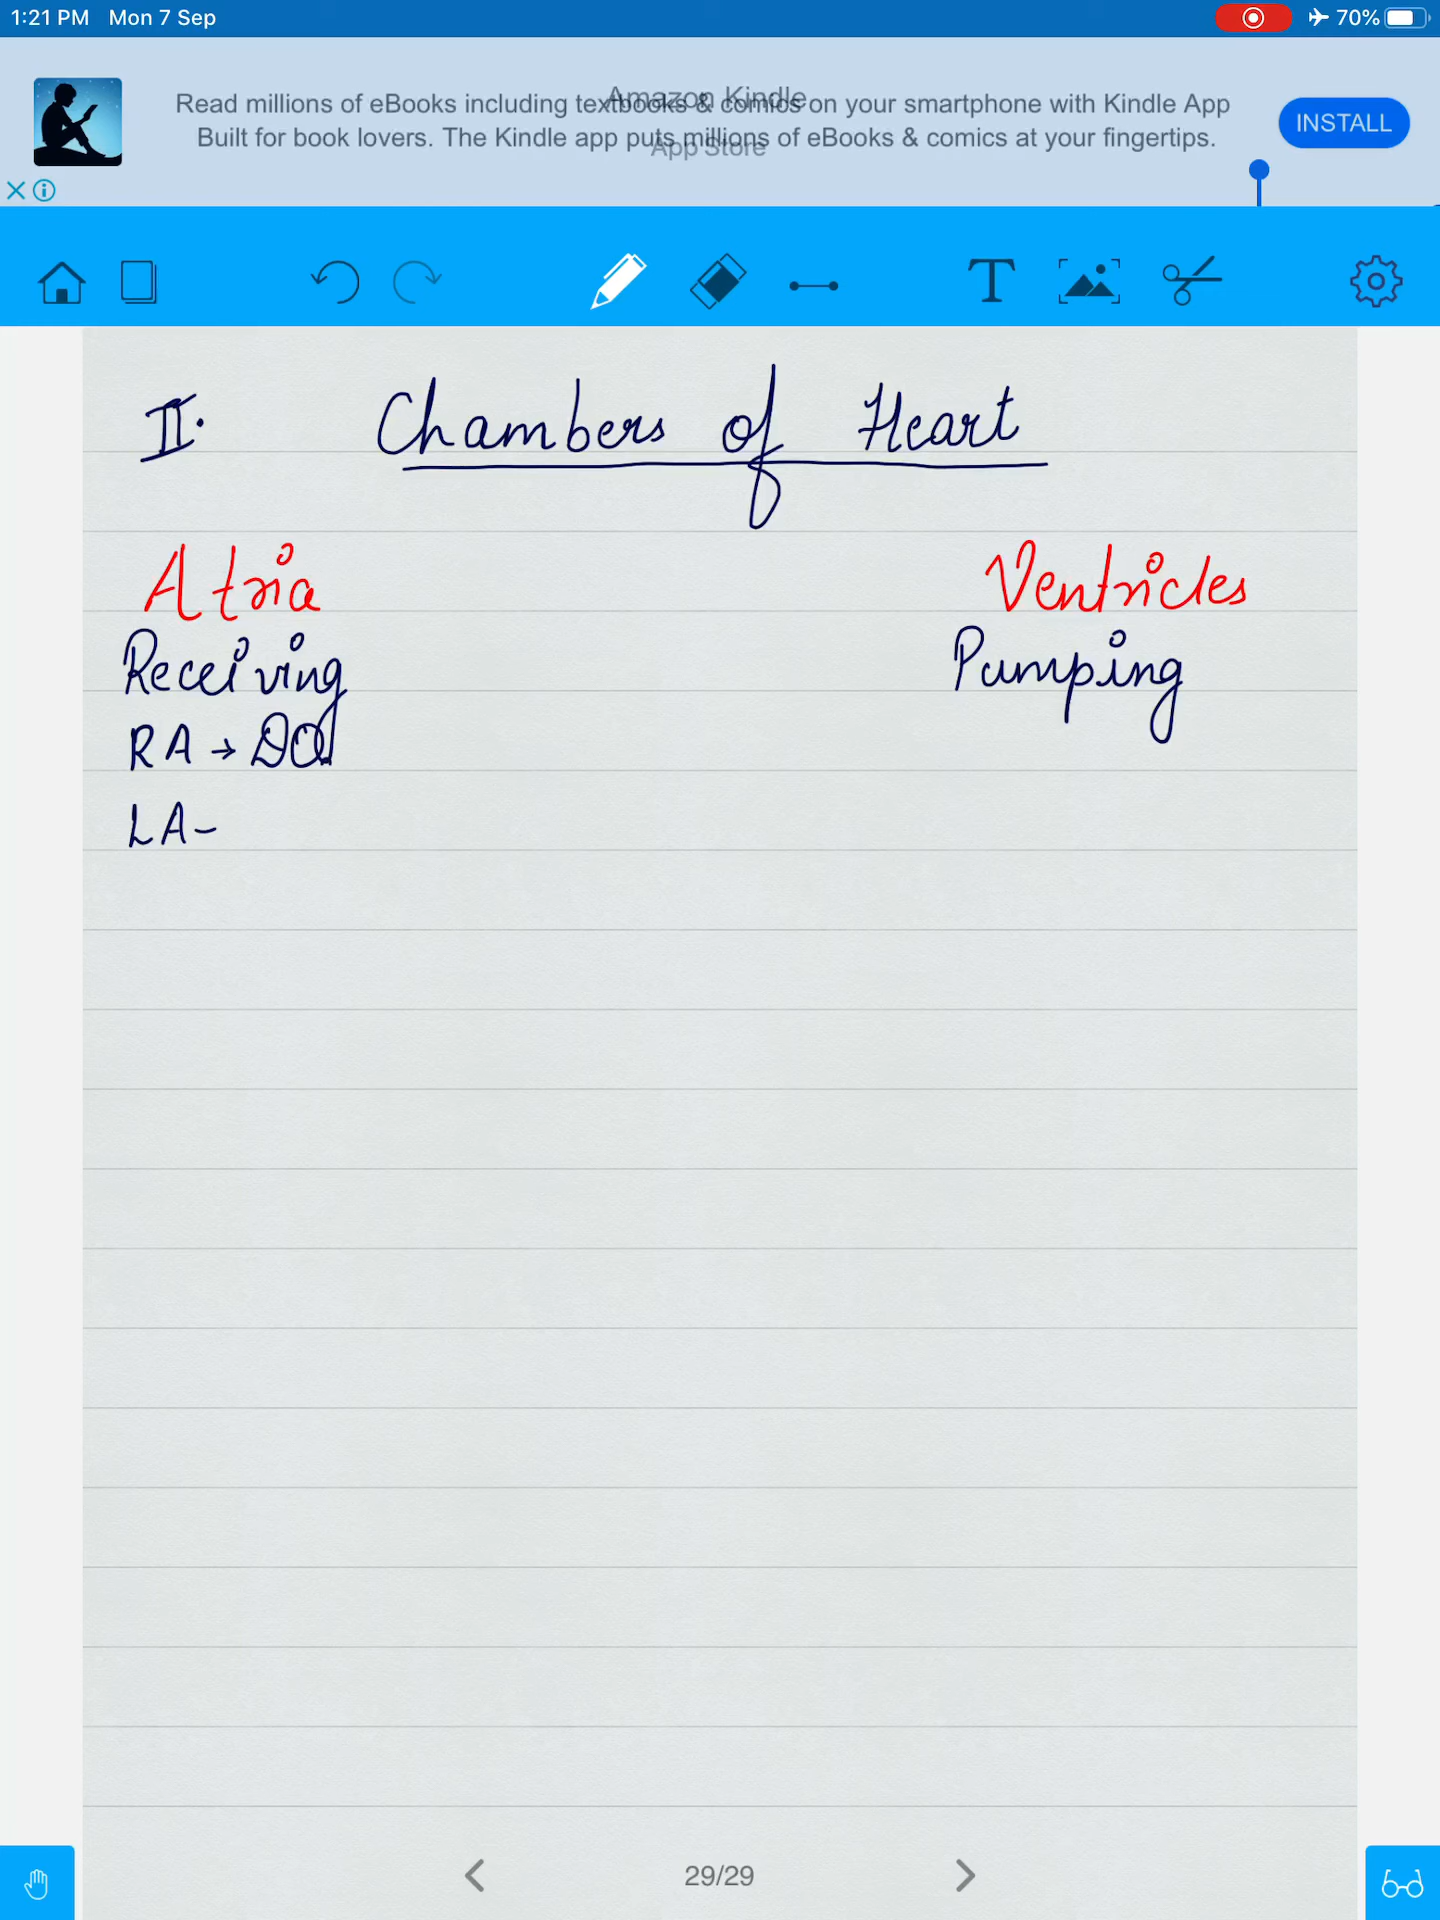 1:21 PM Mon 7 Sep 70%
Amazon Kindle
Read millions of eBooks including textbooks & comics on your smartphone with Kindle App
Built for book lovers. The Kindle app puts millions of eBooks & comics at your fingertips.
App Store
INSTALL
T
II. Chambers of Heart
Atria Ventricles
Receiving Pumping
RA → DO
LA -
29/29